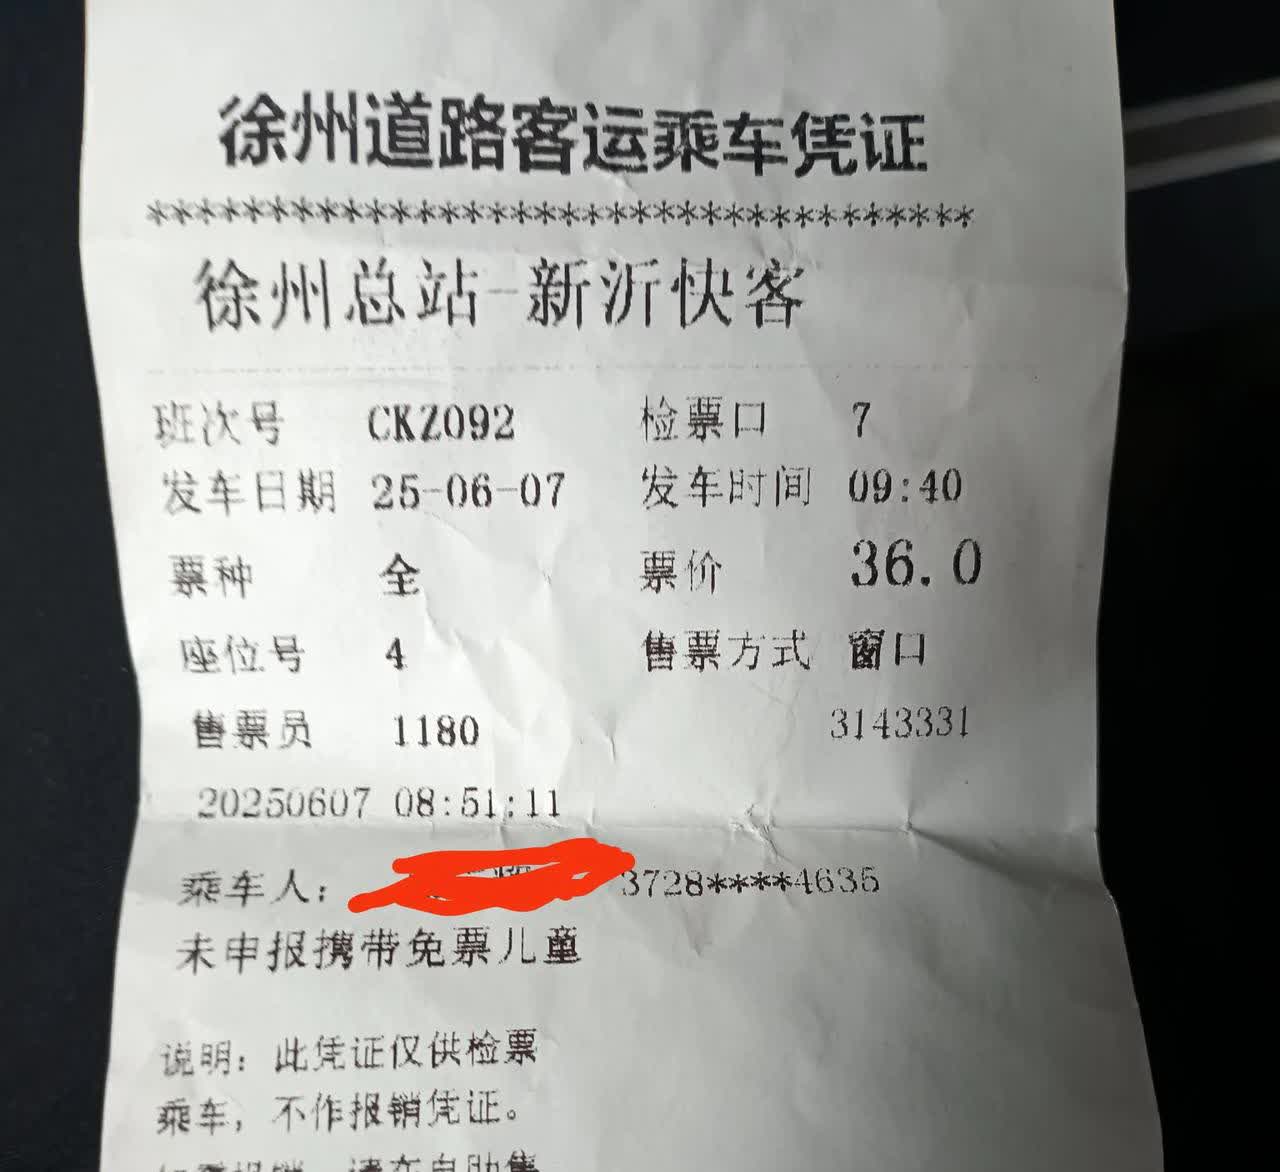 徐州道路客运乘车凭证
***********************************
徐州总站-新沂快客
班次号 CKZ092 检票口 7
发车日期 25-06-07 发车时间 09:40
票种 全 票价 36.0
座位号 4 售票方式 窗口
售票员 1180 3143331
20250607 08:51:11
乘车人: 3728****4635
未申报携带免票儿童
说明: 此凭证仅供检票
乘车, 不作报销凭证。